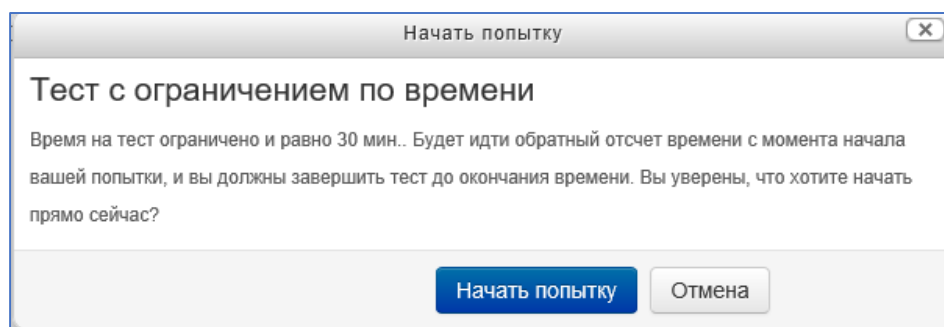 Начать попытку
Тест с ограничением по времени
Время на тест ограничено и равно 30 мин.. Будет идти обратный отсчет времени с момента начала
вашей попытки, и вы должны завершить тест до окончания времени. Вы уверены, что хотите начать
прямо сейчас?
Начать попытку Отмена